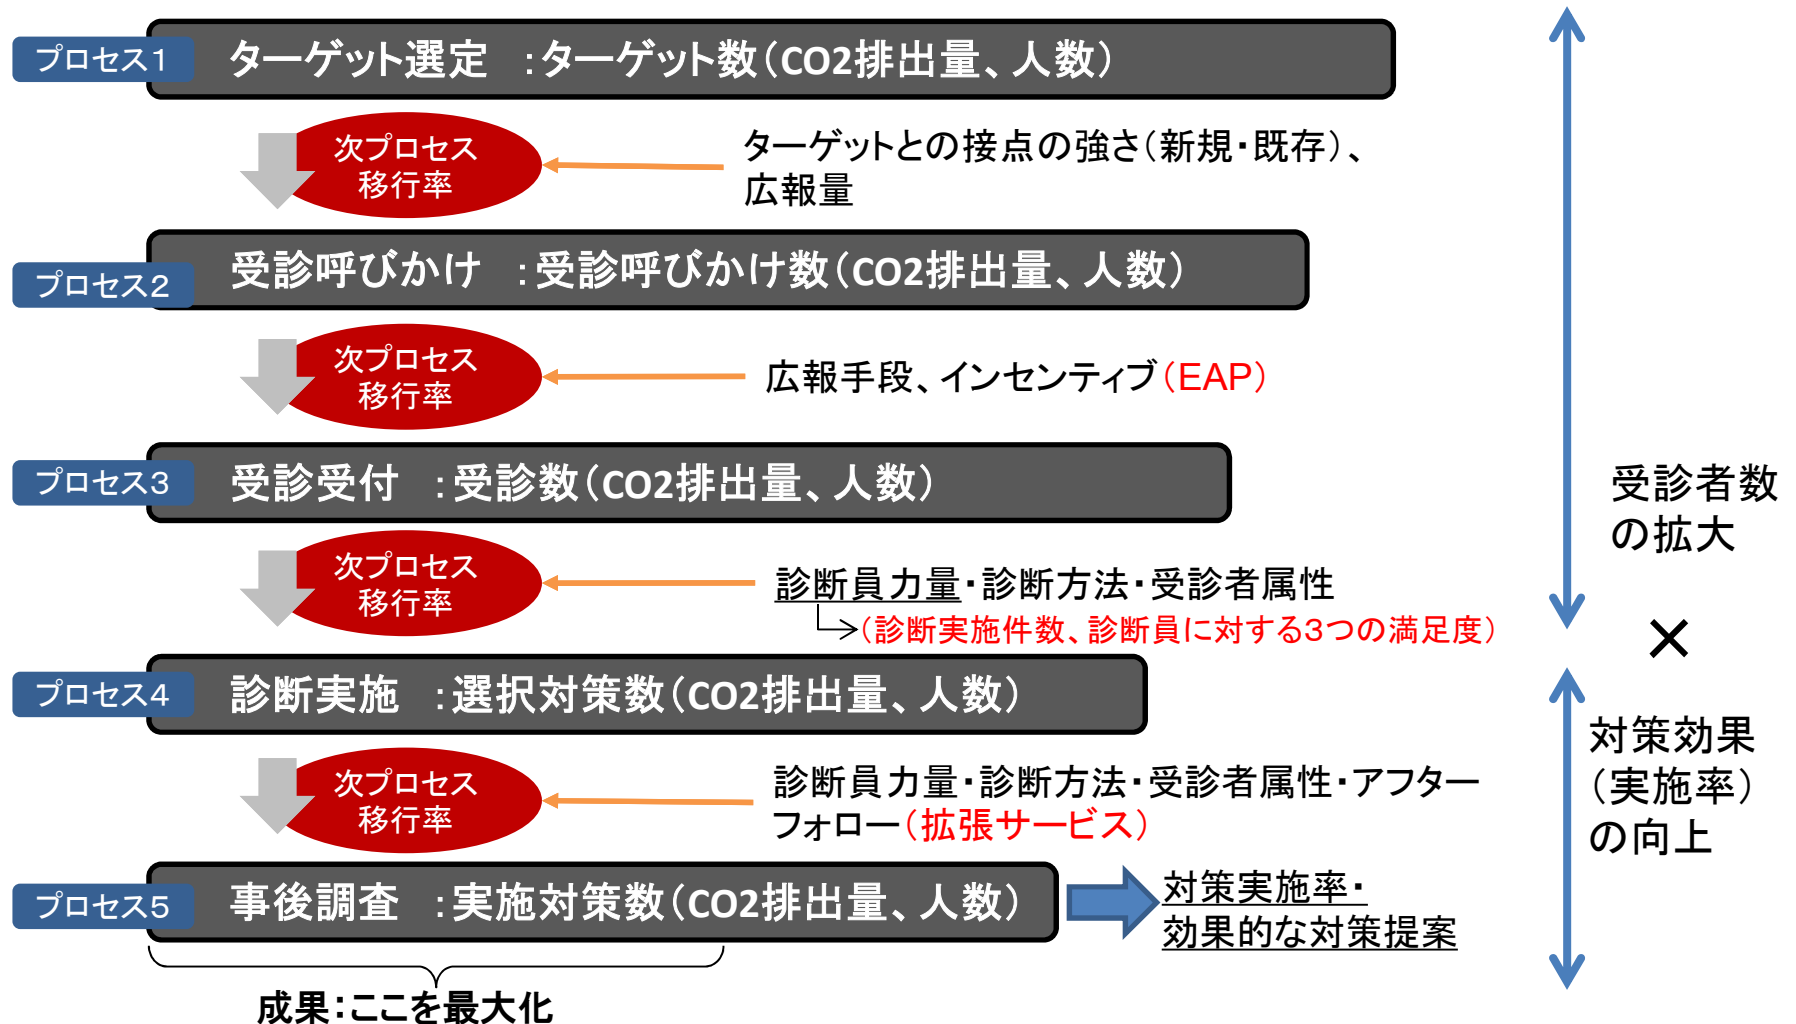 プロセス１
ターゲット選定　：ターゲット数（CO2排出量、人数）
次プロセス
移行率
ターゲットとの接点の強さ（新規・既存）、
広報量
プロセス２
受診呼びかけ　：受診呼びかけ数（CO2排出量、人数）
次プロセス
移行率
広報手段、インセンティブ（EAP）
プロセス３
受診受付　：受診数（CO2排出量、人数）
次プロセス
移行率
診断員力量・診断方法・受診者属性
（診断実施件数、診断員に対する３つの満足度）
プロセス４
診断実施　：選択対策数（CO2排出量、人数）
次プロセス
移行率
診断員力量・診断方法・受診者属性・アフター
フォロー（拡張サービス）
プロセス５
事後調査　：実施対策数（CO2排出量、人数）
対策実施率・
効果的な対策提案
成果：ここを最大化
受診者数
の拡大
×
対策効果
（実施率）
の向上